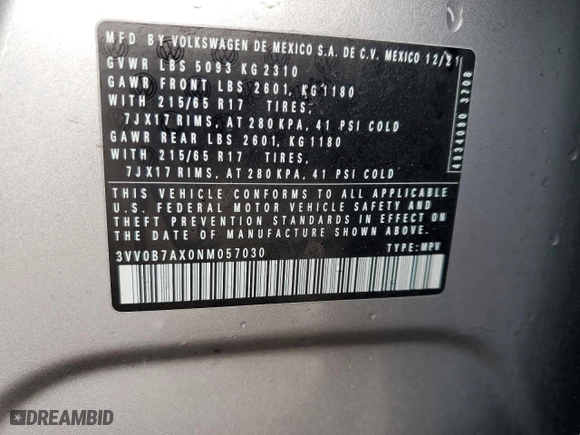 MFD BY VOLKSWAGEN DE MEXICO S.A. DE C.V. MEXICO 12/21
GVWR LBS 5093 KG 2310
GAWR FRONT LBS 2601, KG 1180
WITH 215/65 R17 TIRES,
7JX17 RIMS, AT 280 KPA, 41 PSI COLD
GAWR REAR LBS 2601, KG 1180
WITH 215/65 R17 TIRES,
7JX17 RIMS, AT 280 KPA, 41 PSI COLD
4934090 3708
THIS VEHICLE CONFORMS TO ALL APPLICABLE
U.S. FEDERAL MOTOR VEHICLE SAFETY AND
THEFT PREVENTION STANDARDS IN EFFECT ON
THE DATE OF MANUFACTURE SHOWN ABOVE.
3VV0B7AX0NM057030 TYPE: MPV
DREAMBID